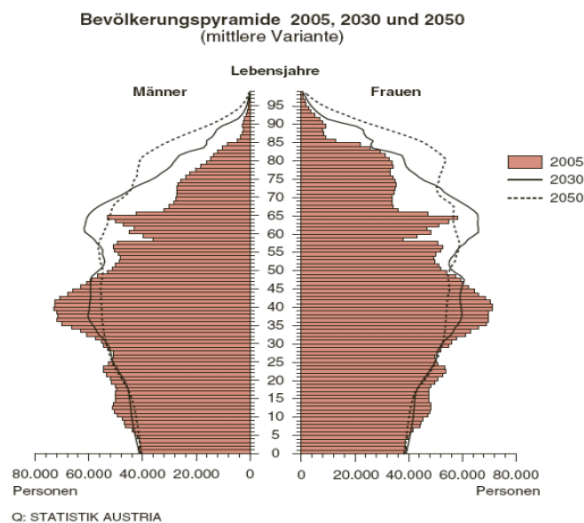 Bevölkerungspyramide 2005, 2030 und 2050
(mittlere Variante)
Lebensjahre
Männer
Frauen
95
90
85
80
75
70
65
60
55
50
45
40
35
30
25
20
15
10
5
0
2005
2030
2050
80.000 60.000 40.000 20.000 0
0 20.000 40.000 60.000 80.000
Personen
Personen
Q: STATISTIK AUSTRIA